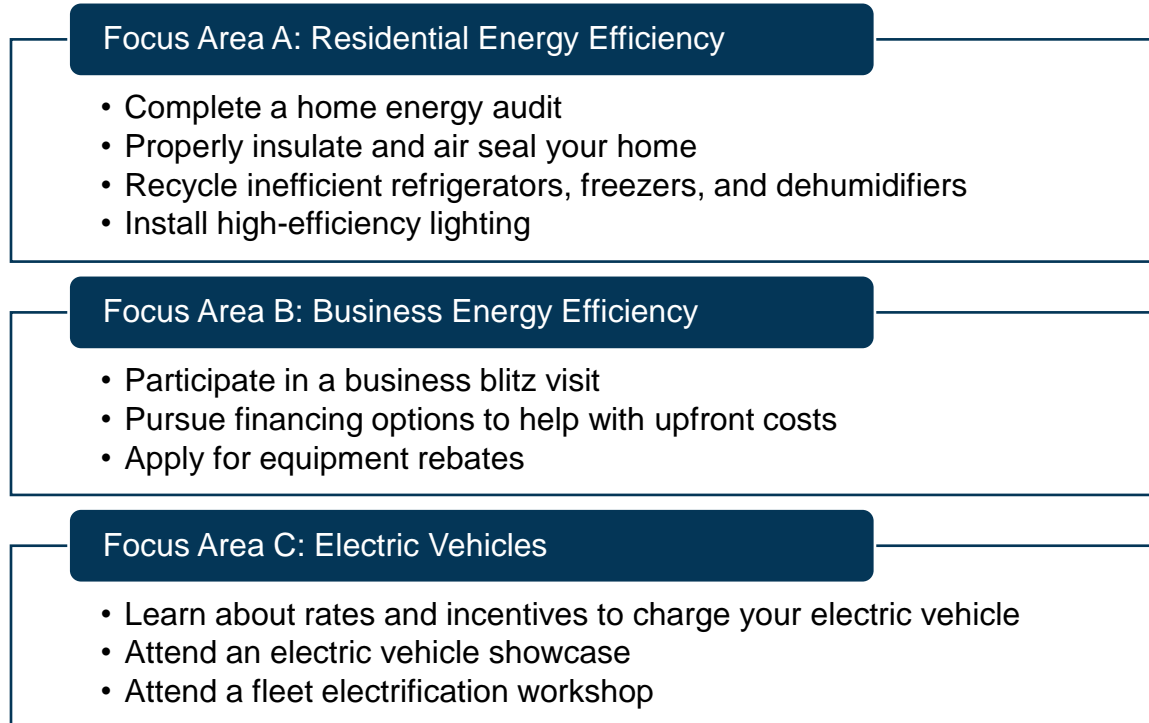 Focus Area A: Residential Energy Efficiency
• Complete a home energy audit
• Properly insulate and air seal your home
• Recycle inefficient refrigerators, freezers, and dehumidifiers
• Install high-efficiency lighting
Focus Area B: Business Energy Efficiency
• Participate in a business blitz visit
• Pursue financing options to help with upfront costs
• Apply for equipment rebates
Focus Area C: Electric Vehicles
• Learn about rates and incentives to charge your electric vehicle
• Attend an electric vehicle showcase
• Attend a fleet electrification workshop